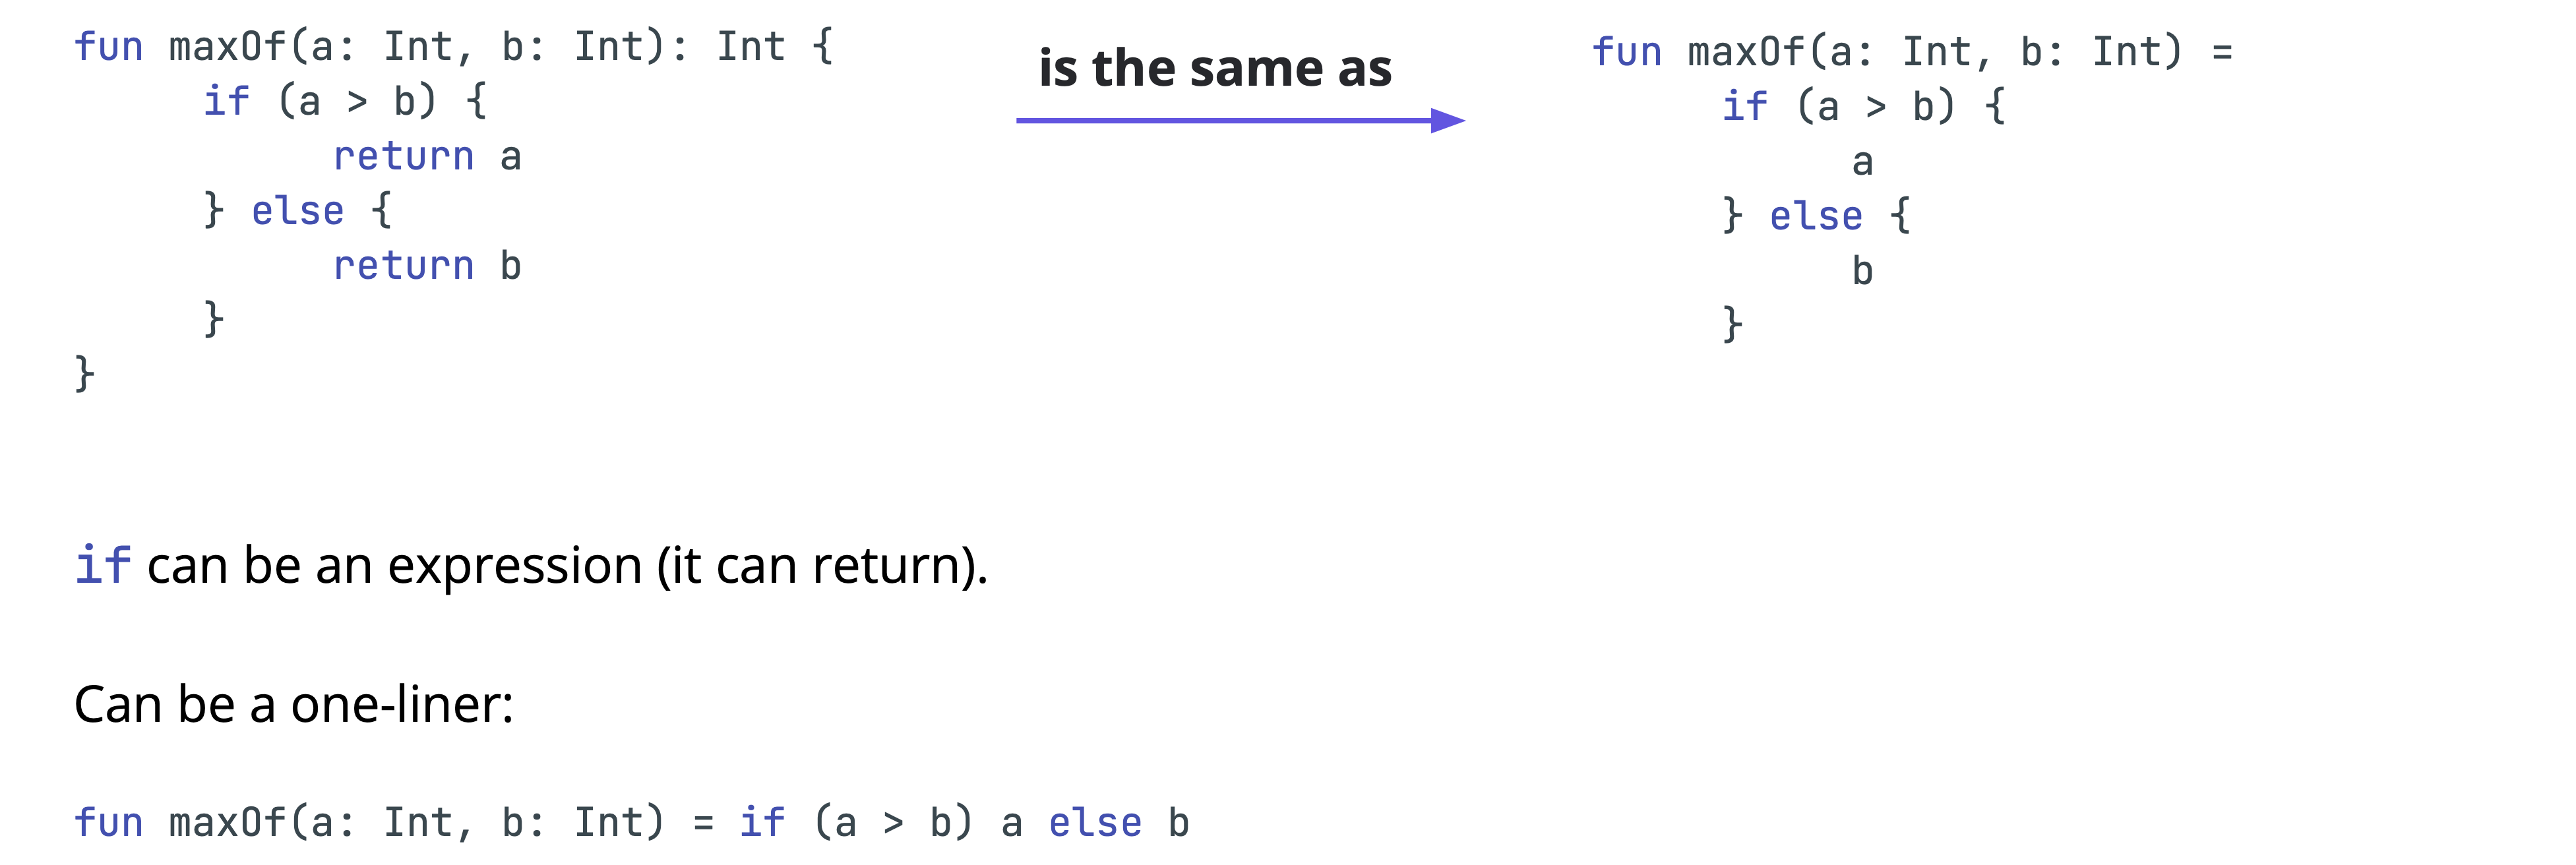 fun maxOf(a: Int, b: Int): Int {
if (a > b) {
return a
} else {
return b
}
}
is the same as
fun maxOf(a: Int, b: Int) =
if (a > b) {
a
} else {
b
}
if can be an expression (it can return).
Can be a one-liner:
fun maxOf(a: Int, b: Int) = if (a > b) a else b